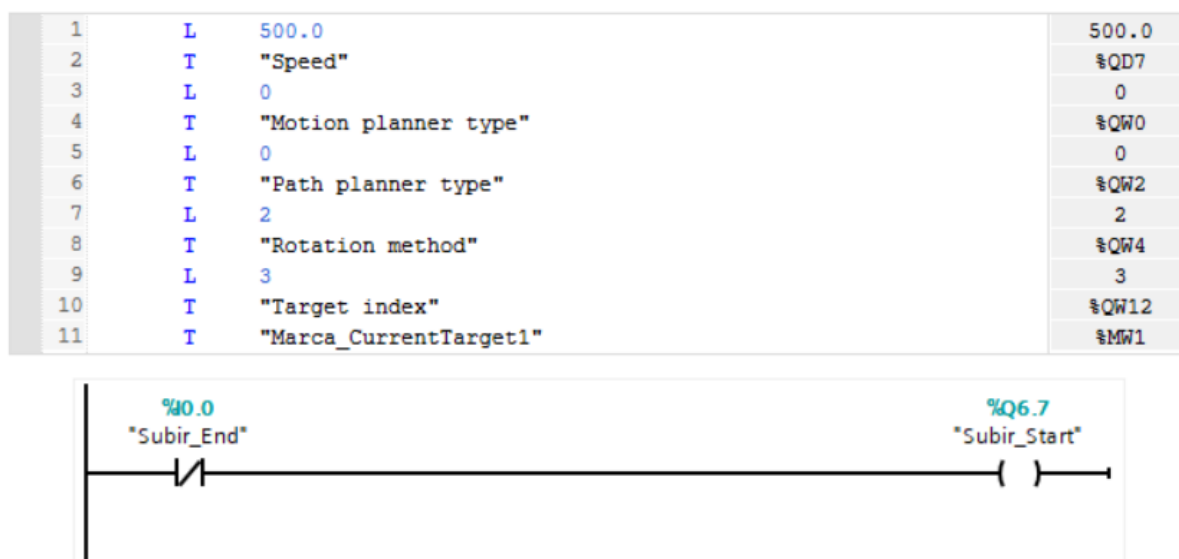 1 L 500.0 500.0
2 T "Speed" %QD7
3 L 0 0
4 T "Motion planner type" %QW0
5 L 0 0
6 T "Path planner type" %QW2
7 L 2 2
8 T "Rotation method" %QW4
9 L 3 3
10 T "Target index" %QW12
11 T "Marca_CurrentTarget1" %MW1
%I0.0 %Q6.7
"Subir_End" "Subir_Start"